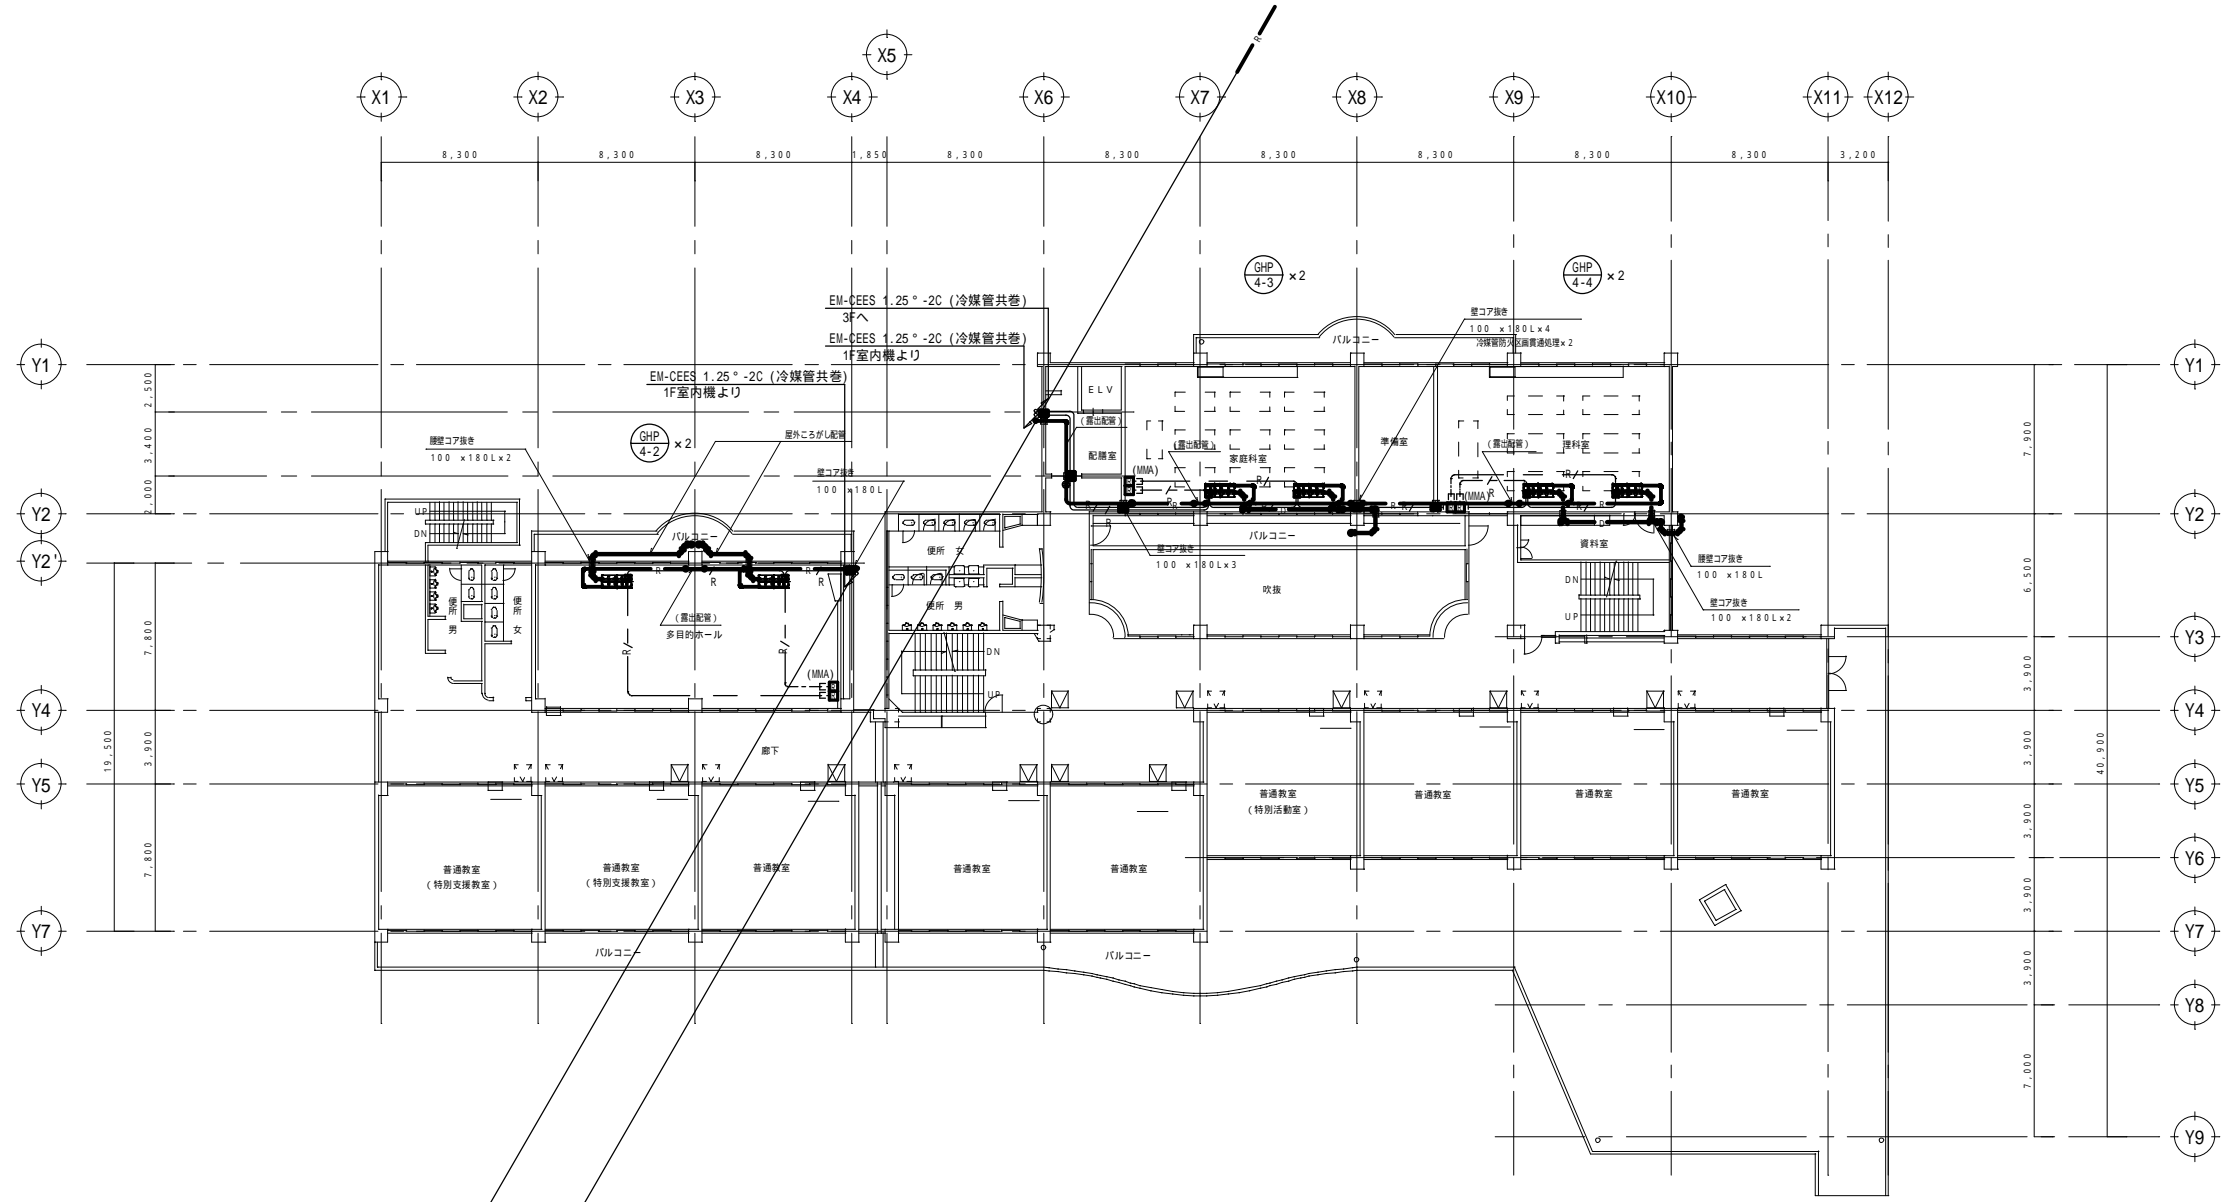 X5
X1
X2
X3
X4
X6
X7
X8
X9
X10
X11
X12
R
8,300
8,300
8,300
1,850
8,300
8,300
8,300
8,300
8,300
8,300
3,200
GHP
4-3
×2
GHP
4-4
×2
EM-CEES 1.25°-2C (冷媒管共巻)
3Fへ
EM-CEES 1.25°-2C (冷媒管共巻)
1F室内機より
EM-CEES 1.25°-2C (冷媒管共巻)
1F室内機より
壁コア抜き
100 x180Lx4
冷媒管防火区画貫通処理x2
バルコニー
Y1
Y1
2,500
3,400
2,000
7,900
ELV
(露出配管)
配膳室
(露出配管)
家庭科室
準備室
(露出配管)
理科室
(MMA)
(MMA)
GHP
4-2
×2
腰壁コア抜き
100 x180Lx2
屋外ころがし配管
壁コア抜き
100 x180L
Y2
Y2
UP
DN
バルコニー
便所 女
バルコニー
資料室
Y2'
壁コア抜き
100 x180Lx3
腰壁コア抜き
100 x180L
壁コア抜き
100 x180Lx2
6,500
便所 男
便所 女
(露出配管)
多目的ホール
便所 男
吹抜
DN
UP
Y3
DN
UP
(MMA)
7,800
3,900
Y4
Y4
19,500
3,900
廊下
3,900
40,900
Y5
Y5
普通教室
(特別活動室)
普通教室
普通教室
普通教室
7,800
3,900
Y6
普通教室
(特別支援教室)
普通教室
(特別支援教室)
普通教室
普通教室
普通教室
3,900
Y7
Y7
バルコニー
バルコニー
3,900
Y8
7,000
Y9